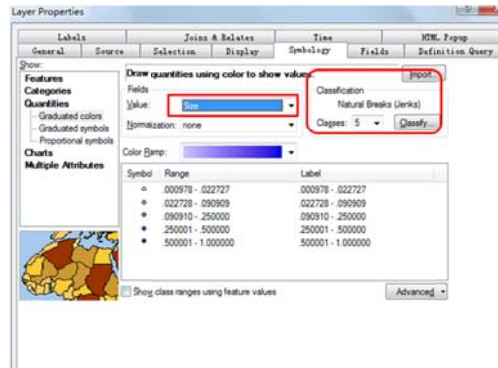 Layer Properties
Labels Joins & Relates Time HTML Popup
General Source Selection Display Symbology Fields Definition Query
Show:
Features
Categories
Quantities
Graduated colors
Graduated symbols
Proportional symbols
Charts
Multiple Attributes
Draw quantities using color to show values.
Import...
Fields
Value: Size
Normalization: none
Classification
Natural Breaks (Jenks)
Classes: 5 Classify...
Color Ramp:
Symbol Range Label
.000978 - .022727 .000978 - .022727
.022728 - .090909 .022728 - .090909
.090910 - .250000 .090910 - .250000
.250001 - .500000 .250001 - .500000
.500001 - 1.000000 .500001 - 1.000000
Show class ranges using feature values
Advanced